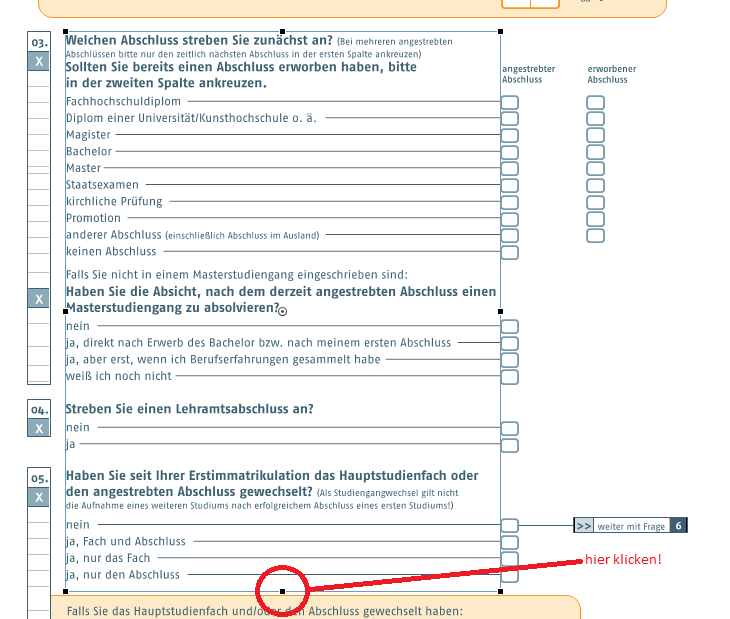 03.
X
Welchen Abschluss streben Sie zunächst an? (Bei mehreren angestrebten
Abschlüssen bitte nur den zeitlich nächsten Abschluss in der ersten Spalte ankreuzen)
Sollten Sie bereits einen Abschluss erworben haben, bitte
in der zweiten Spalte ankreuzen.
angestrebter erworbener
Abschluss Abschluss
Fachhochschuldiplom
Diplom einer Universität/Kunsthochschule o. ä.
Magister
Bachelor
Master
Staatsexamen
kirchliche Prüfung
Promotion
anderer Abschluss (einschließlich Abschluss im Ausland)
keinen Abschluss
Falls Sie nicht in einem Masterstudiengang eingeschrieben sind:
X
Haben Sie die Absicht, nach dem derzeit angestrebten Abschluss einen
Masterstudiengang zu absolvieren?
nein
ja, direkt nach Erwerb des Bachelor bzw. nach meinem ersten Abschluss
ja, aber erst, wenn ich Berufserfahrungen gesammelt habe
weiß ich noch nicht
04.
X
Streben Sie einen Lehramtsabschluss an?
nein
ja
05.
X
Haben Sie seit Ihrer Erstimmatrikulation das Hauptstudienfach oder
den angestrebten Abschluss gewechselt? (Als Studiengangwechsel gilt nicht
die Aufnahme eines weiteren Studiums nach erfolgreichem Abschluss eines ersten Studiums!)
nein >> weiter mit Frage 6
ja, Fach und Abschluss
ja, nur das Fach
hier klicken!
ja, nur den Abschluss
Falls Sie das Hauptstudienfach und/oder den Abschluss gewechselt haben: